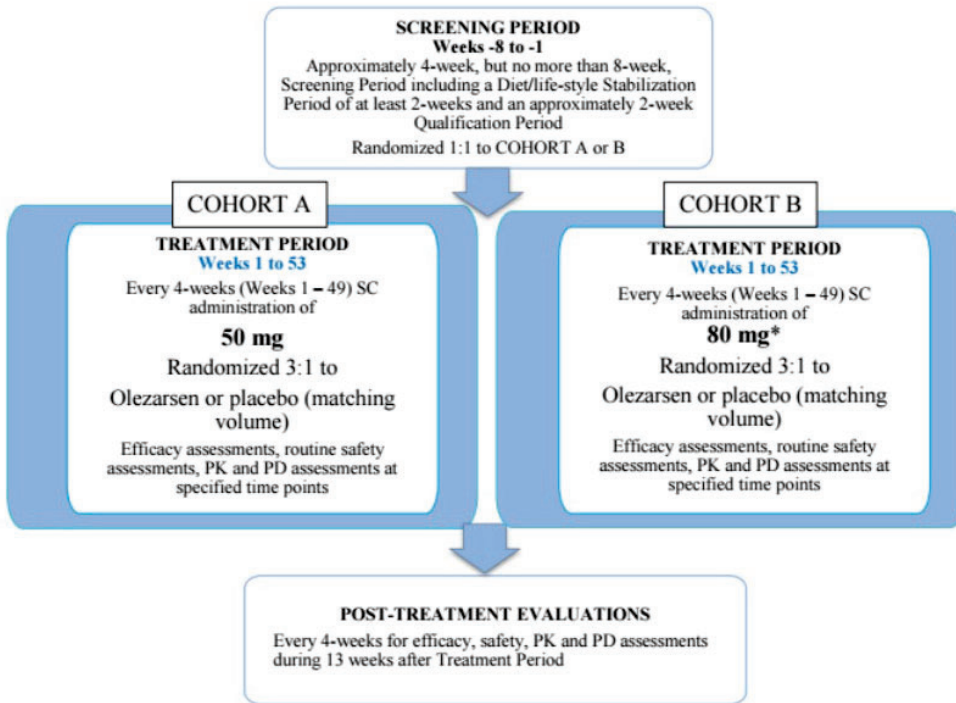 SCREENING PERIOD
Weeks -8 to -1
Approximately 4-week, but no more than 8-week,
Screening Period including a Diet/life-style Stabilization
Period of at least 2-weeks and an approximately 2-week
Qualification Period
Randomized 1:1 to COHORT A or B
COHORT A
TREATMENT PERIOD
Weeks 1 to 53
Every 4-weeks (Weeks 1 – 49) SC
administration of
50 mg
Randomized 3:1 to
Olezarsen or placebo (matching
volume)
Efficacy assessments, routine safety
assessments, PK and PD assessments at
specified time points
COHORT B
TREATMENT PERIOD
Weeks 1 to 53
Every 4-weeks (Weeks 1 – 49) SC
administration of
80 mg*
Randomized 3:1 to
Olezarsen or placebo (matching
volume)
Efficacy assessments, routine safety
assessments, PK and PD assessments at
specified time points
POST-TREATMENT EVALUATIONS
Every 4-weeks for efficacy, safety, PK and PD assessments
during 13 weeks after Treatment Period